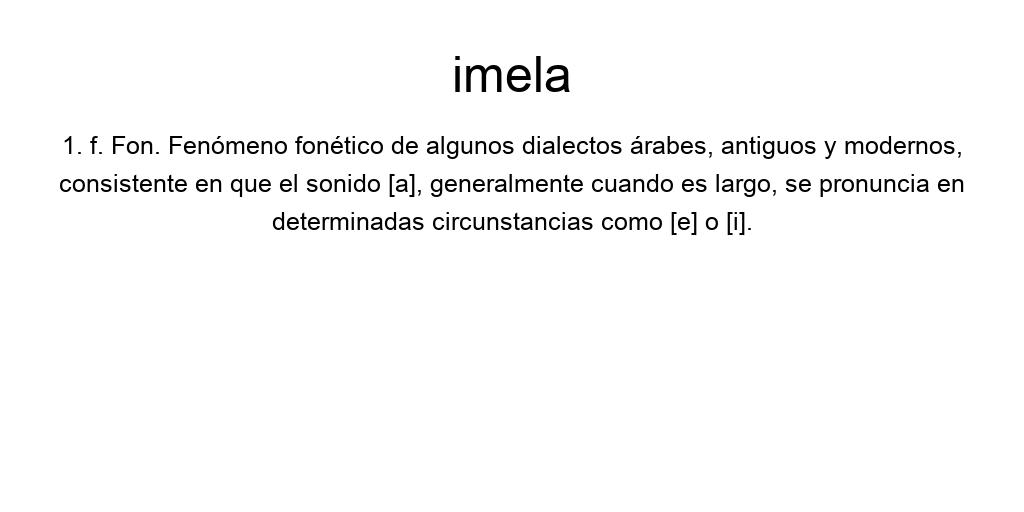 imela
1. f. Fon. Fenómeno fonético de algunos dialectos árabes, antiguos y modernos,
consistente en que el sonido [a], generalmente cuando es largo, se pronuncia en
determinadas circunstancias como [e] o [i].